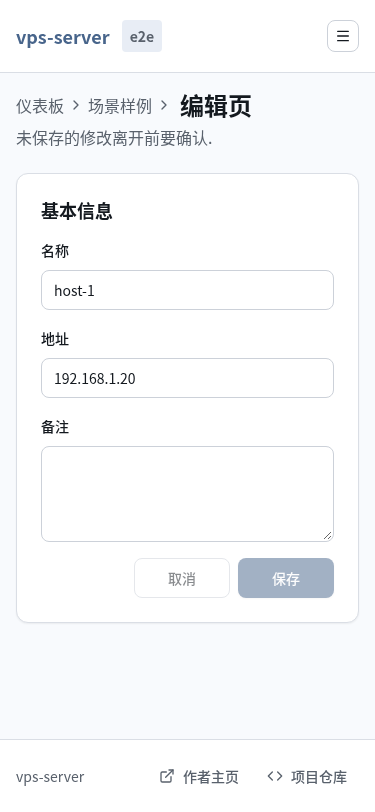 vps-server e2e
仪表板 场景样例 编辑页
未保存的修改离开前要确认.
基本信息
名称
host-1
地址
192.168.1.20
备注
取消 保存
vps-server 作者主页 项目仓库